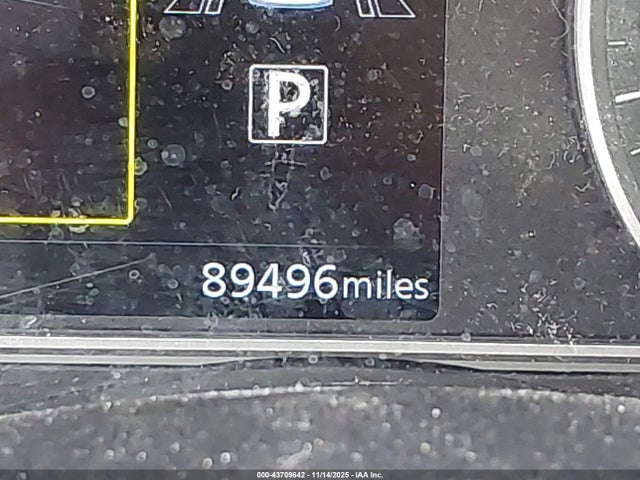 P
89496miles
000-43709642 - 11/14/2025 - IAA Inc.